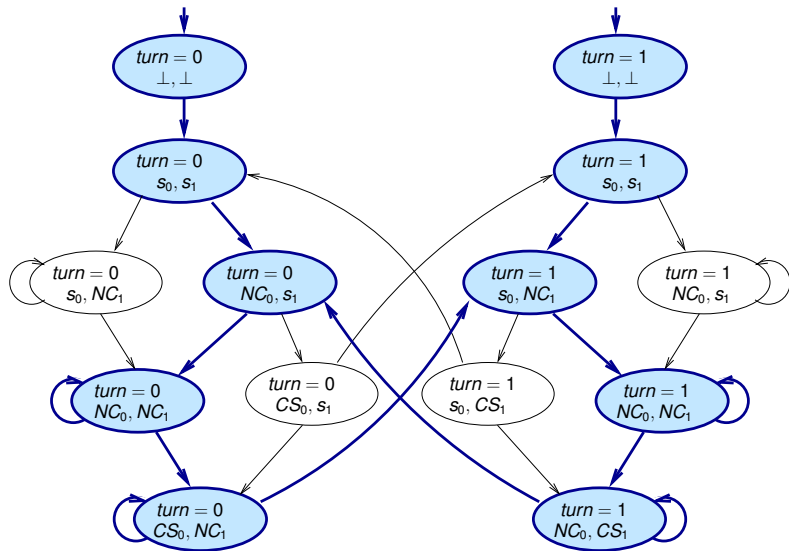 turn = 0
⊥, ⊥
turn = 1
⊥, ⊥
turn = 0
s₀, s₁
turn = 1
s₀, s₁
turn = 0
s₀, NC₁
turn = 0
NC₀, s₁
turn = 1
s₀, NC₁
turn = 1
NC₀, s₁
turn = 0
NC₀, NC₁
turn = 0
CS₀, s₁
turn = 1
s₀, CS₁
turn = 1
NC₀, NC₁
turn = 0
CS₀, NC₁
turn = 1
NC₀, CS₁